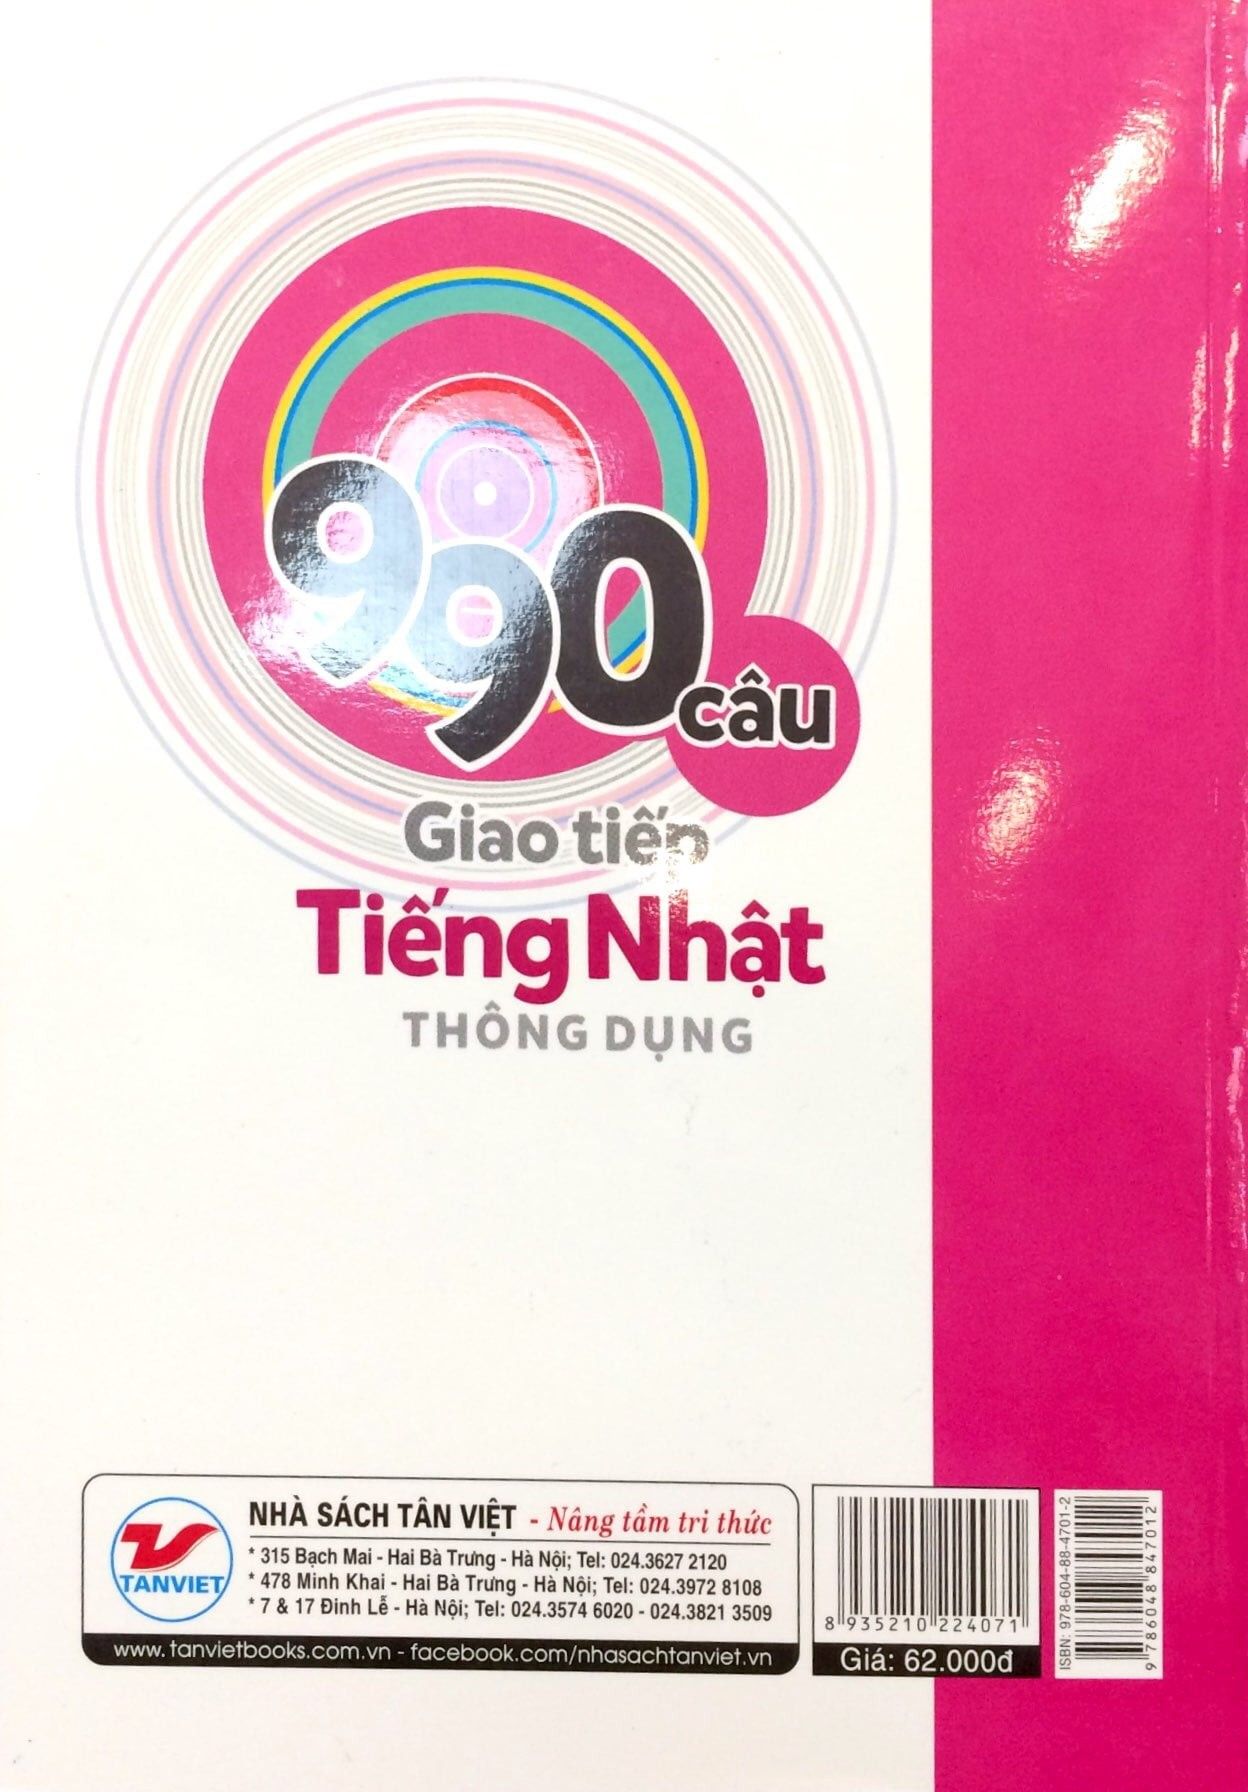 990 câu
Giao tiếp
Tiếng Nhật
THÔNG DỤNG
TANVIET
NHÀ SÁCH TÂN VIỆT - Nâng tầm tri thức
* 315 Bạch Mai - Hai Bà Trưng - Hà Nội; Tel: 024.3627 2120
* 478 Minh Khai - Hai Bà Trưng - Hà Nội; Tel: 024.3972 8108
* 7 & 17 Đinh Lễ - Hà Nội; Tel: 024.3574 6020 - 024.3821 3509
www.tanvietbooks.com.vn - facebook.com/nhasachtanviet.vn
8 935210 224071
Giá: 62.000đ
ISBN: 978-604-88-4701-2
9 786048 847012